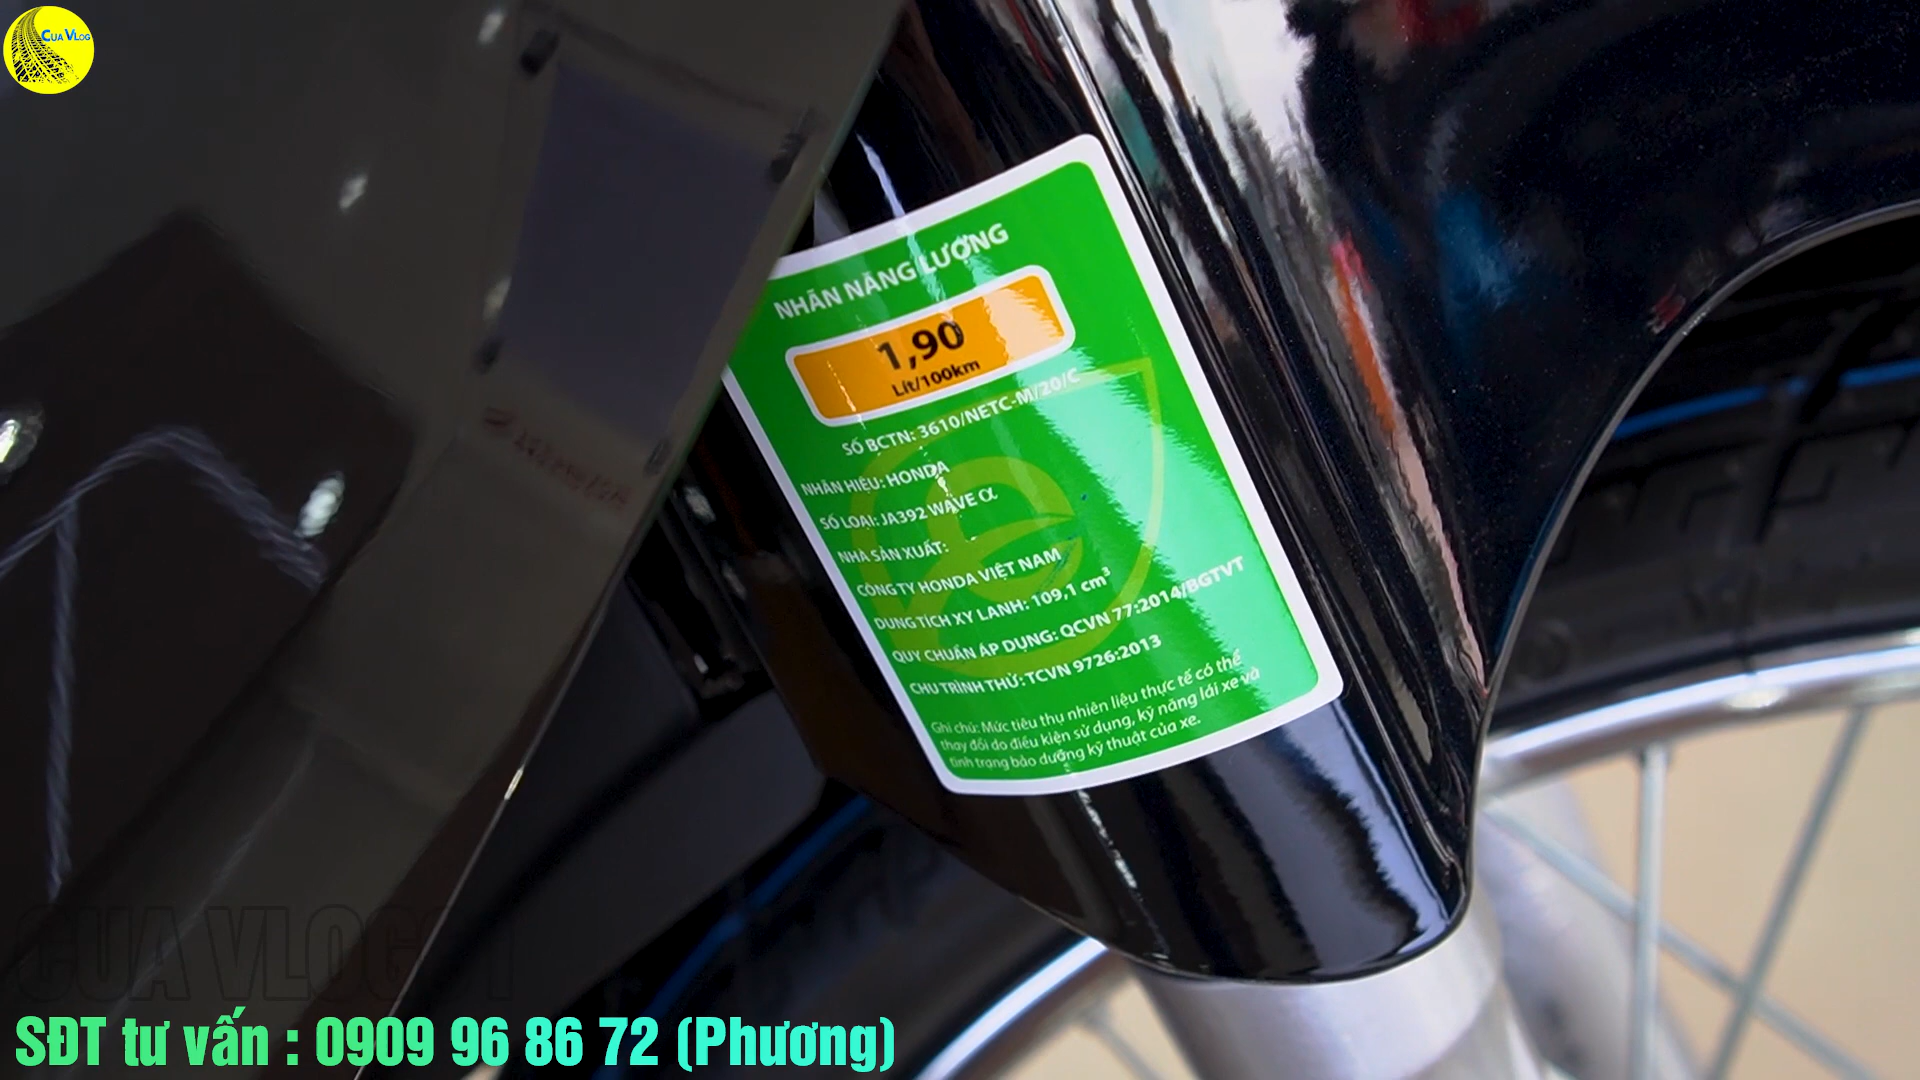 CUA VLOG
NHÃN NĂNG LƯỢNG
1,90
Lít/100km
SỐ BCTN: 3610/NETC-M/20/C
NHÃN HIỆU: HONDA
SỐ LOẠI: JA392 WAVE α
NHÀ SẢN XUẤT:
CÔNG TY HONDA VIỆT NAM
DUNG TÍCH XY LANH: 109,1 cm³
QUY CHUẨN ÁP DỤNG: QCVN 77:2014/BGTVT
CHU TRÌNH THỬ: TCVN 9726:2013
Ghi chú: Mức tiêu thụ nhiên liệu thực tế có thể
thay đổi do điều kiện sử dụng, kỹ năng lái xe và
tình trạng bảo dưỡng kỹ thuật của xe.
CUA VLOG
SĐT tư vấn : 0909 96 86 72 (Phương)